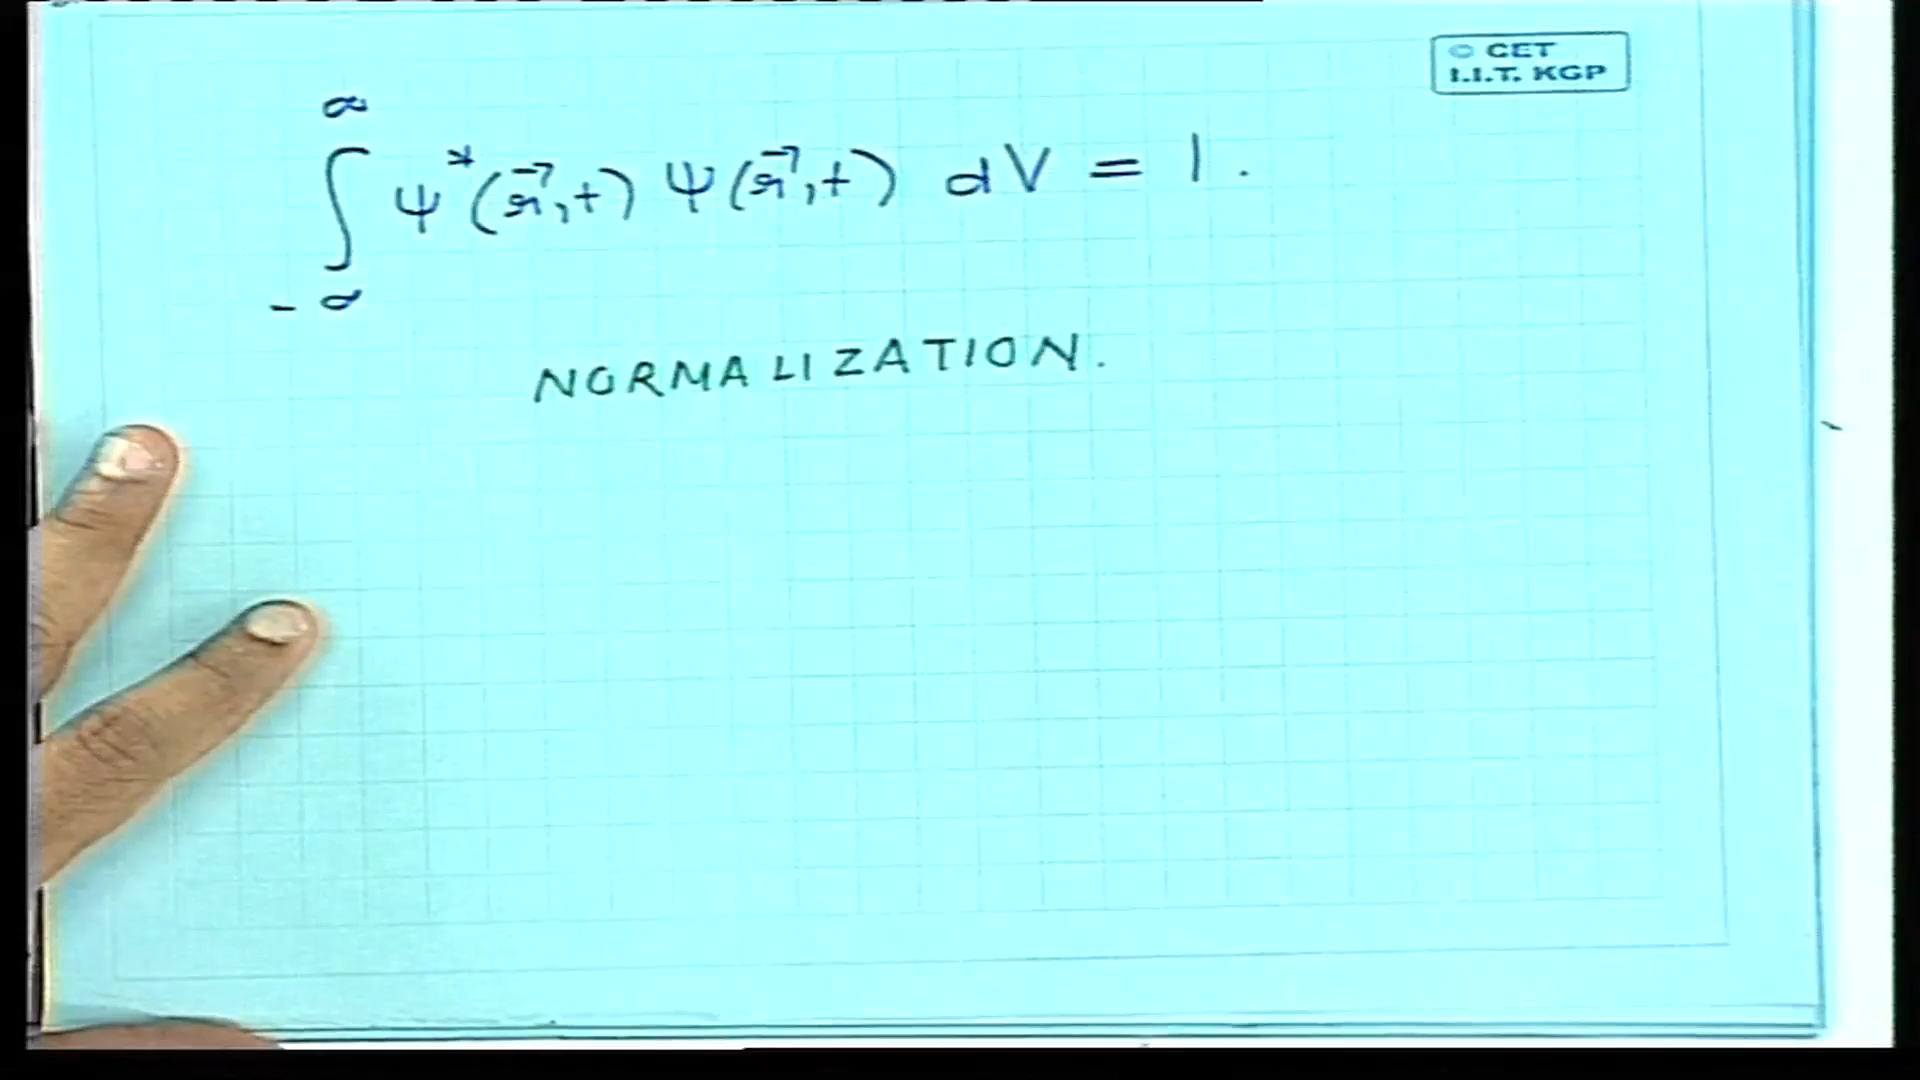 © CET
I.I.T. KGP
∞
∫ ψ*(r⃗,t) ψ(r⃗,t) dV = 1.
-∞
NORMALIZATION.